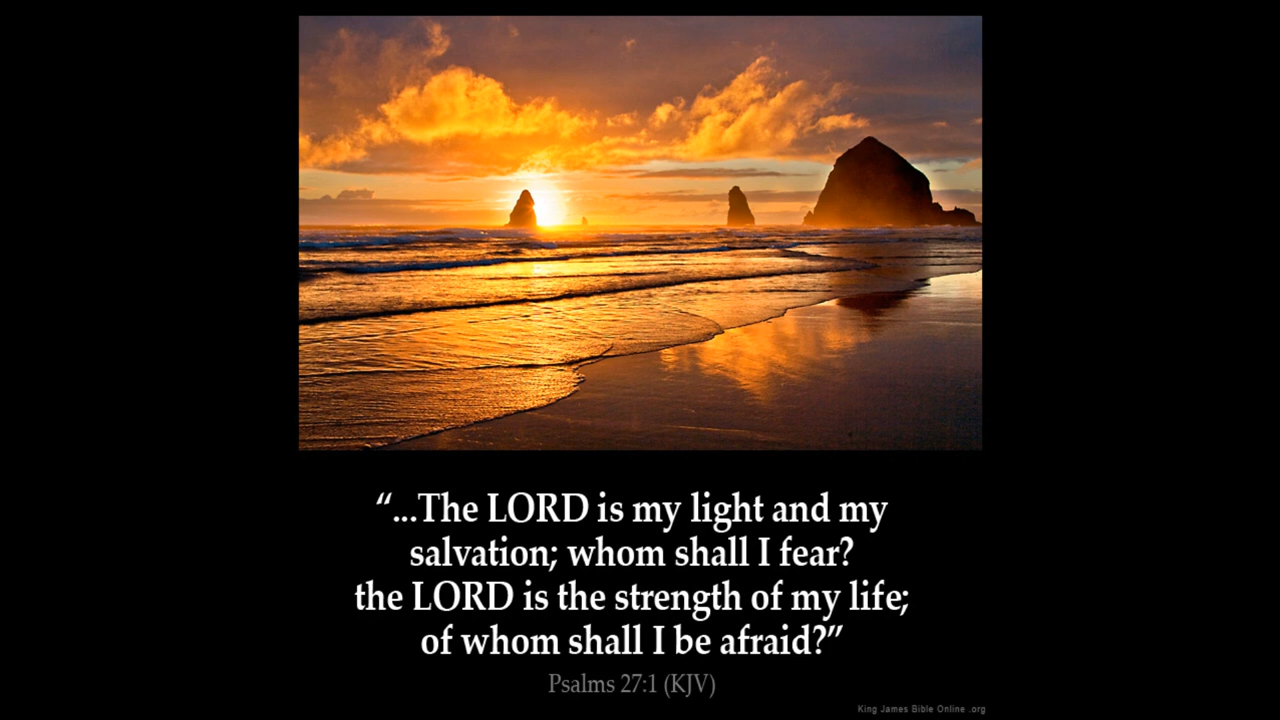 “...The LORD is my light and my
salvation; whom shall I fear?
the LORD is the strength of my life;
of whom shall I be afraid?”
Psalms 27:1 (KJV)
King James Bible Online .org